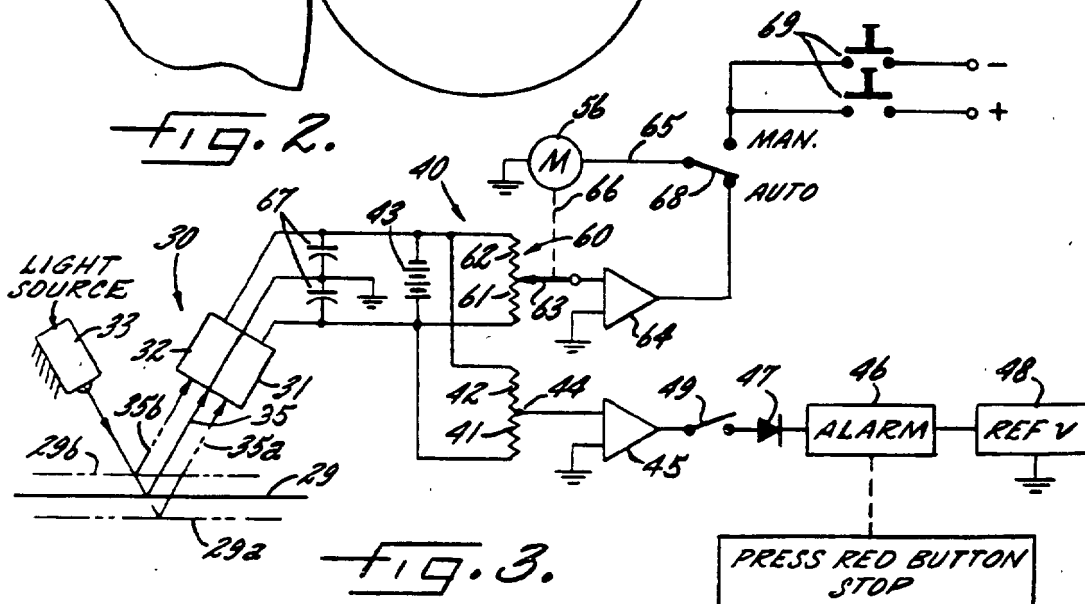 69
−
+
Fig. 2.
56
65
MAN.
M
40
68
AUTO
67
43
66
30
62
60
LIGHT SOURCE
61
63
33
32
64
31
42
44
49
47
46
48
35b
35
41
ALARM
REF V
35a
29b
45
29
29a
Fig. 3.
PRESS RED BUTTON
STOP